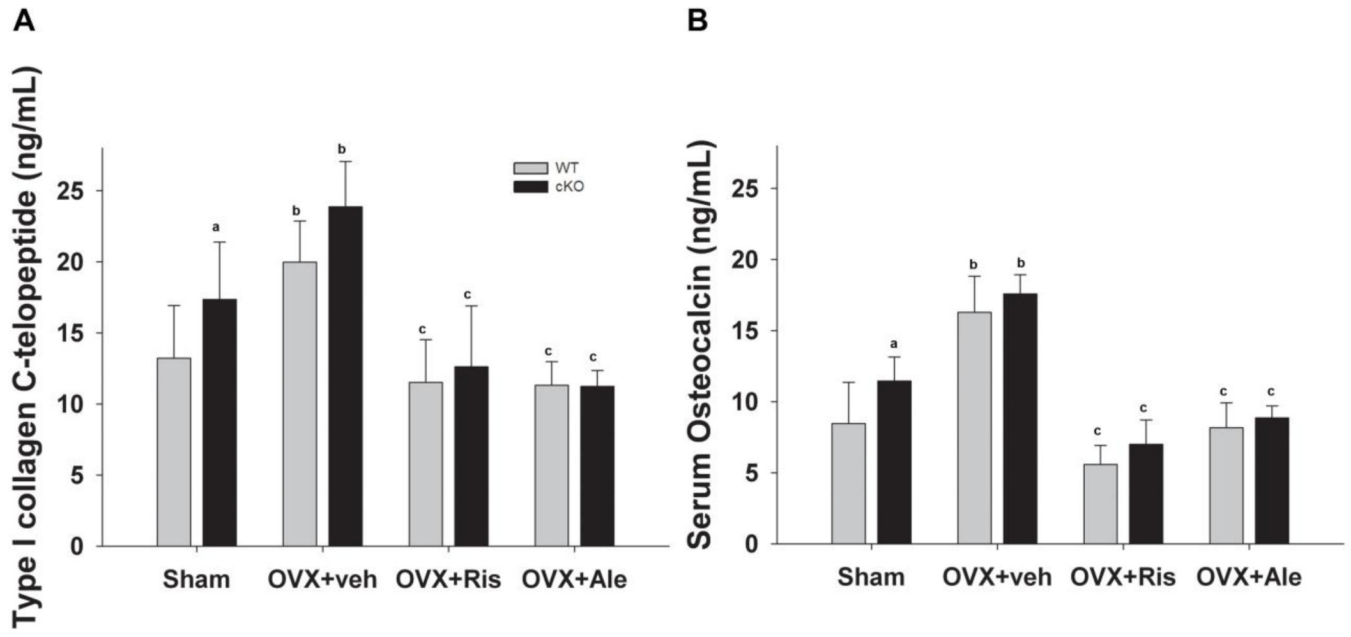 A
Type I collagen C-telopeptide (ng/mL)
25
20
15
10
5
0
a
b
b
c
c
c
c
WT
cKO
Sham
OVX+veh
OVX+Ris
OVX+Ale
B
Serum Osteocalcin (ng/mL)
25
20
15
10
5
0
a
b
b
c
c
c
c
Sham
OVX+veh
OVX+Ris
OVX+Ale